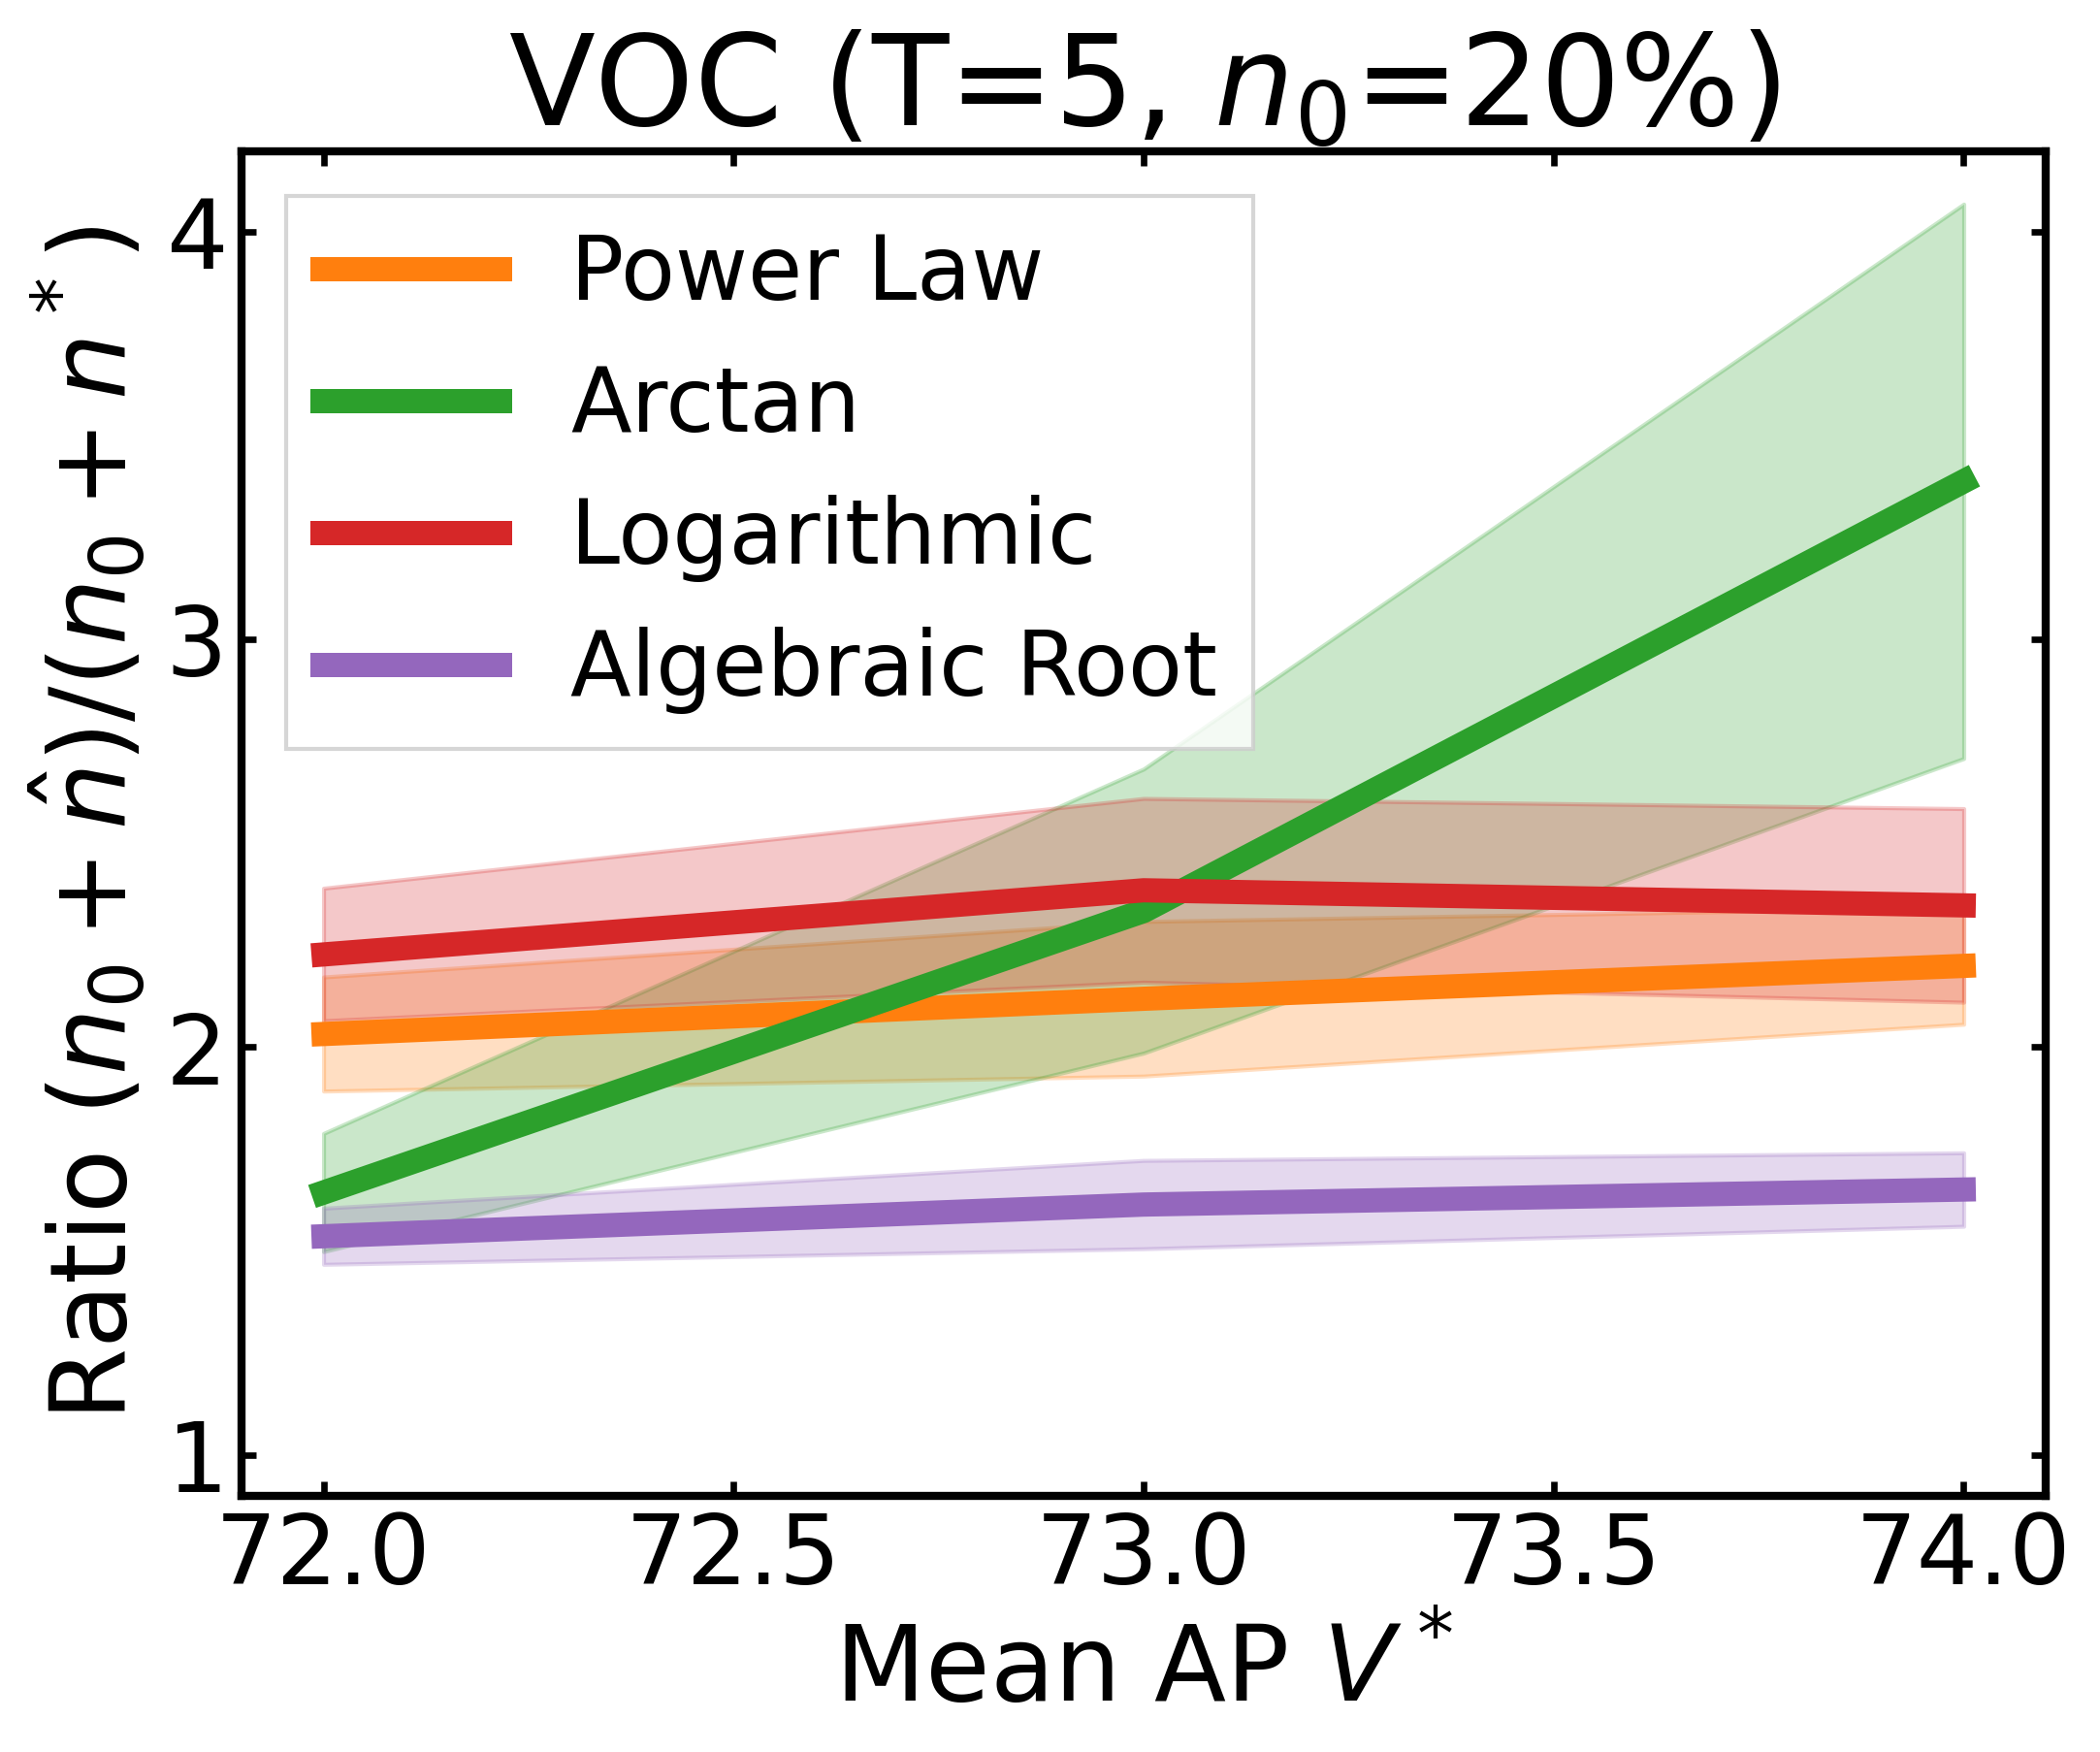 VOC (T=5, n₀=20%)
Ratio (n₀ + n̂)/(n₀ + n*)
4
3
2
1
Power Law
Arctan
Logarithmic
Algebraic Root
72.0 72.5 73.0 73.5 74.0
Mean AP V*